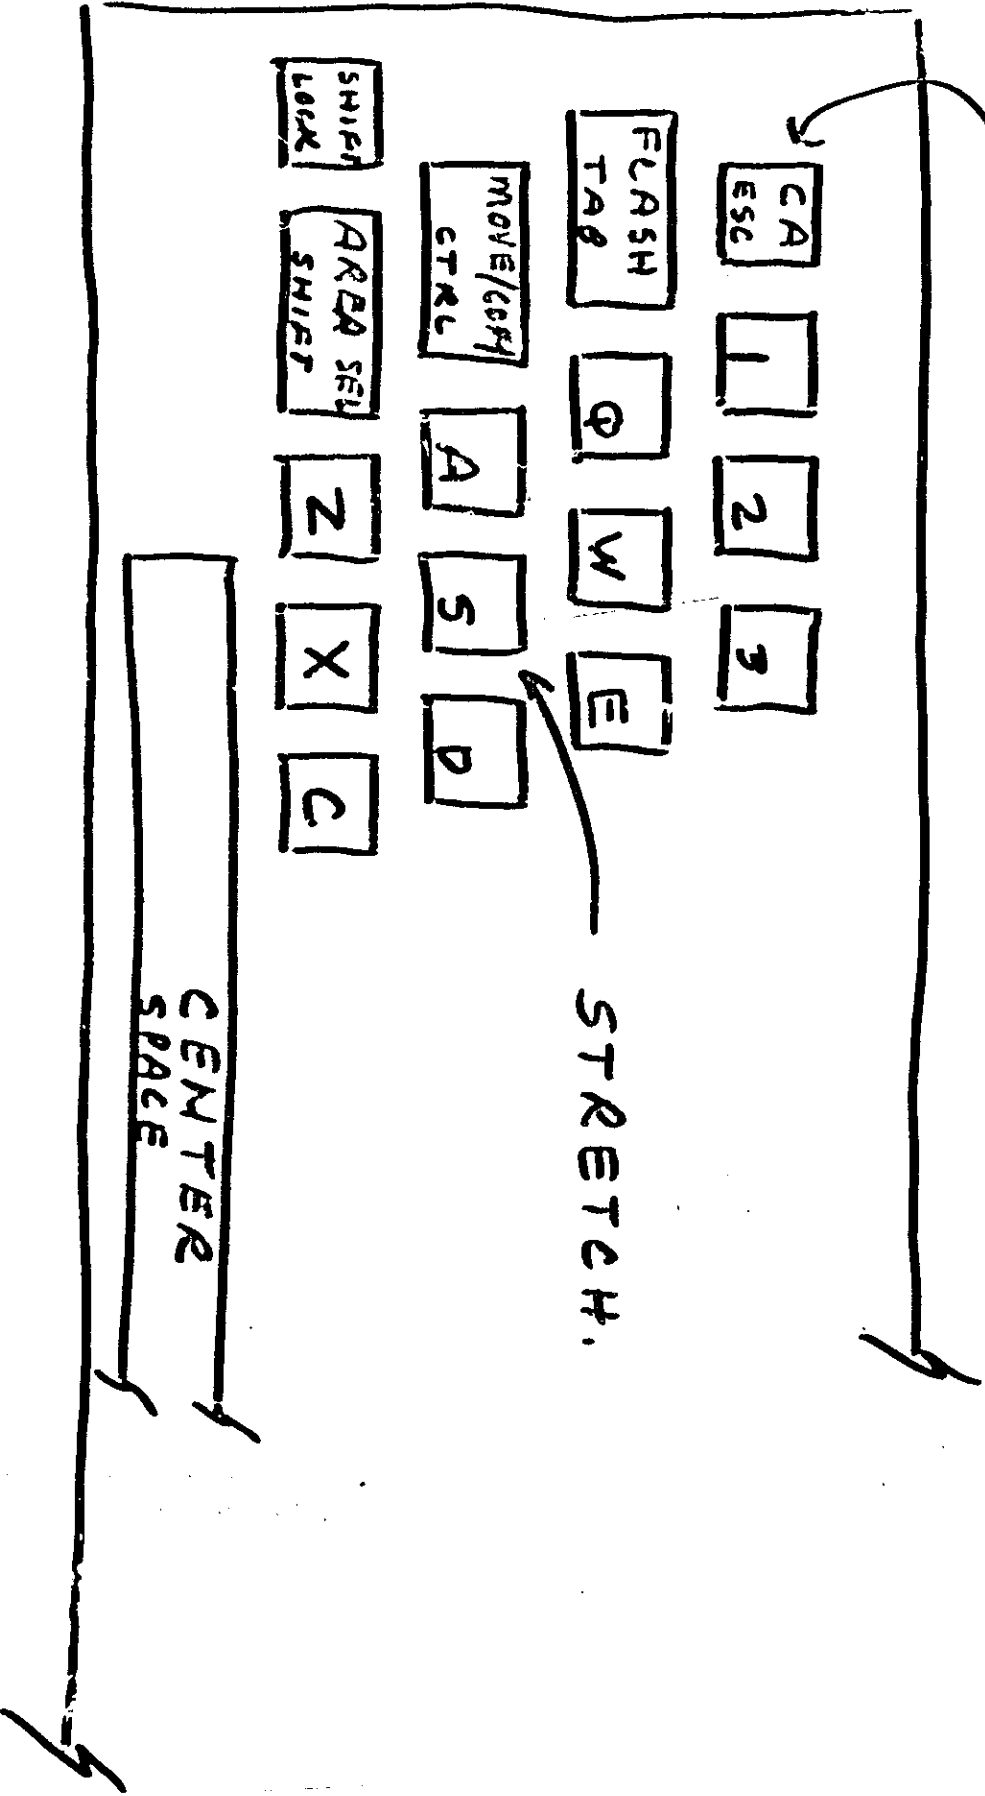 CA
ESC
1
2
3
FLASH
TAB
Q
W
E
MOVE/COPY
CTRL
A
S
D
STRETCH.
SHIFT
LOCK
AREA SEL
SHIFT
Z
X
C
CENTER
SPACE